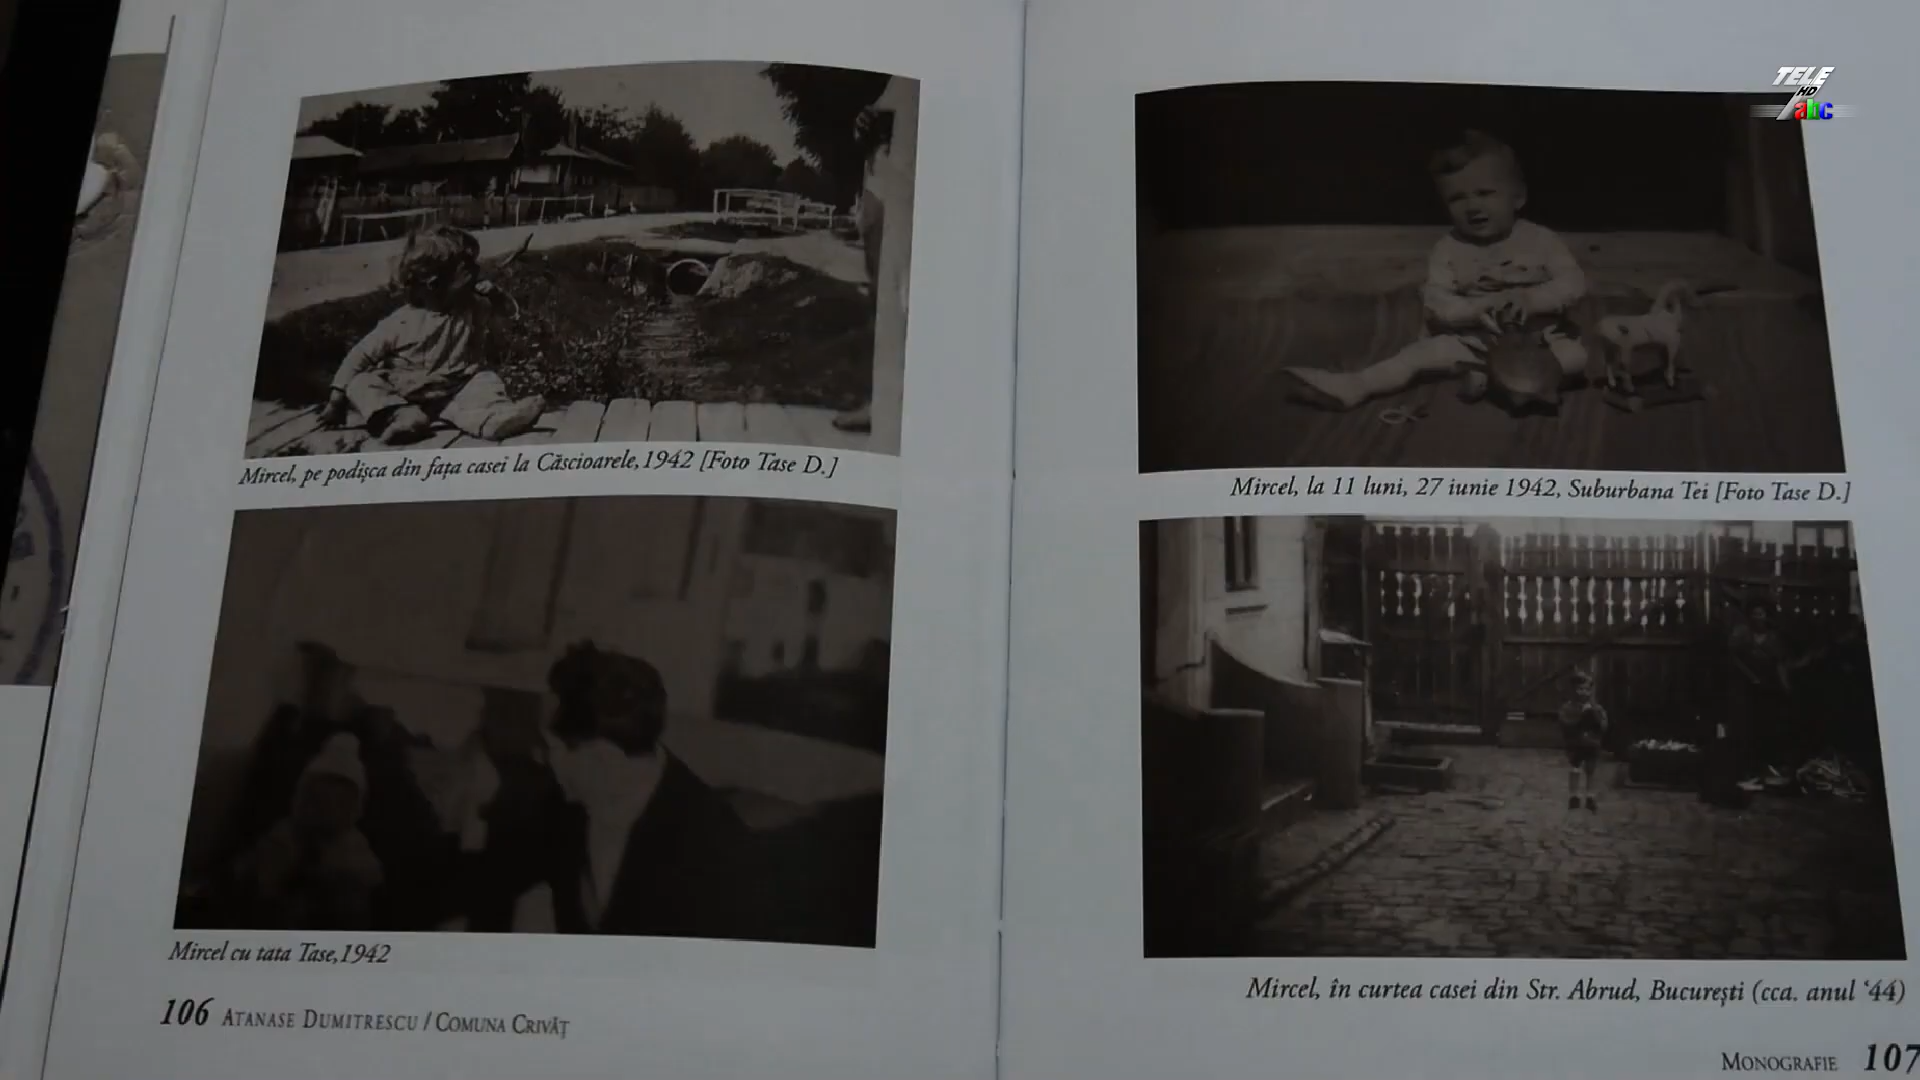 Mircel, pe podișca din fața casei la Căscioarele, 1942 [Foto Tase D.]
Mircel cu tata Tase, 1942
106 ATANASE DUMITRESCU / COMUNA CRIVĂȚ
TELE
HD
7abc
Mircel, la 11 luni, 27 iunie 1942, Suburbana Tei [Foto Tase D.]
Mircel, în curtea casei din Str. Abrud, București (cca. anul ‘44)
MONOGRAFIE 107